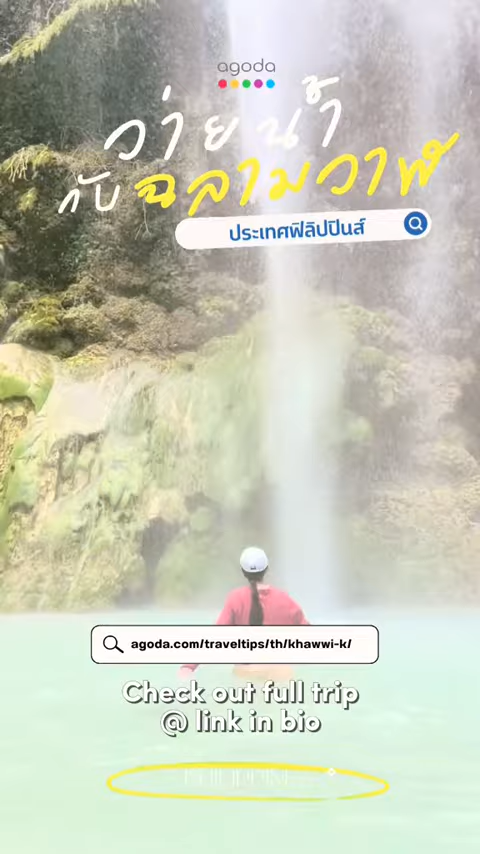 agoda
ว่ายน้ำ
กับฉลามวาฬ
ประเทศฟิลิปปินส์
agoda.com/traveltips/th/khawwi-k/
Check out full trip
@ link in bio